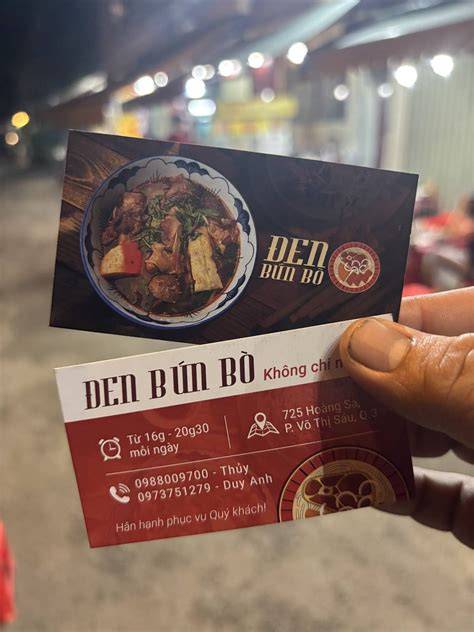 ĐEN
BÚN BÒ
ĐEN BÚN BÒ
Không chỉ
Từ 16g - 20g30
mỗi ngày
725 Hoàng Sa,
P. Võ Thị Sáu, Q.3
0988009700 - Thủy
0973751279 - Duy Anh
Hân hạnh phục vụ Quý khách!